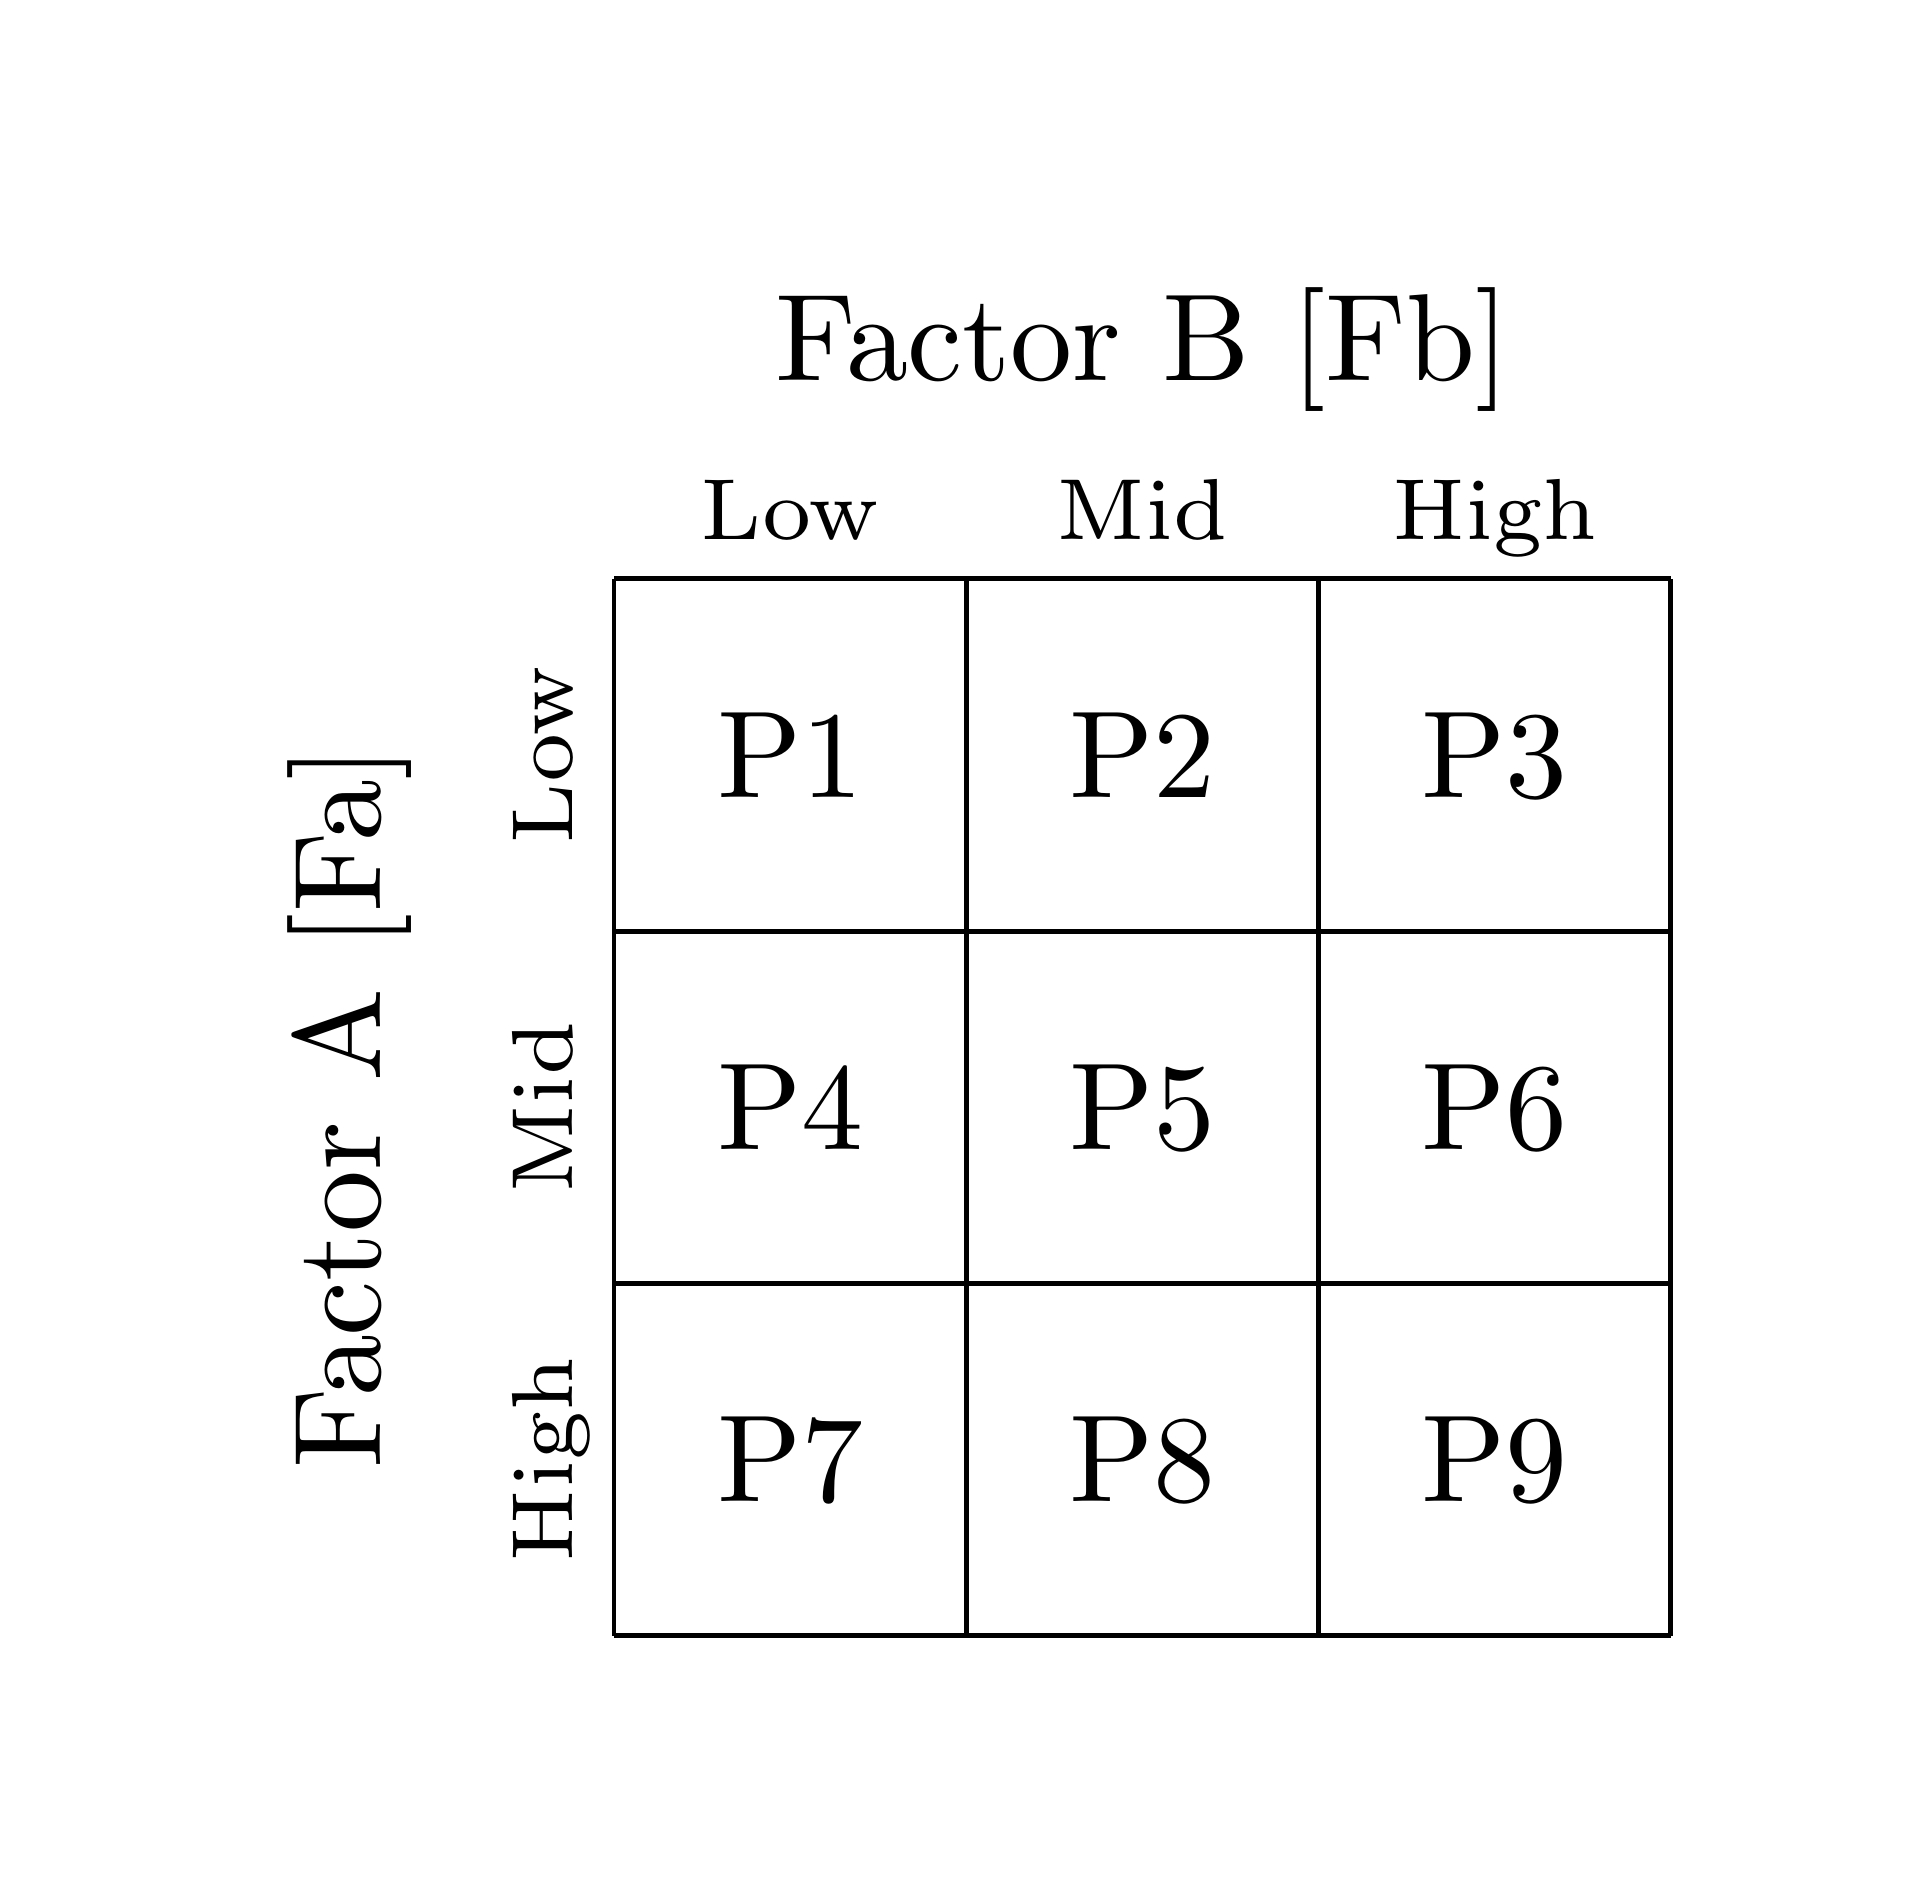 Factor B [Fb]
Low Mid High
Factor A [Fa]
Low P1 P2 P3
Mid P4 P5 P6
High P7 P8 P9